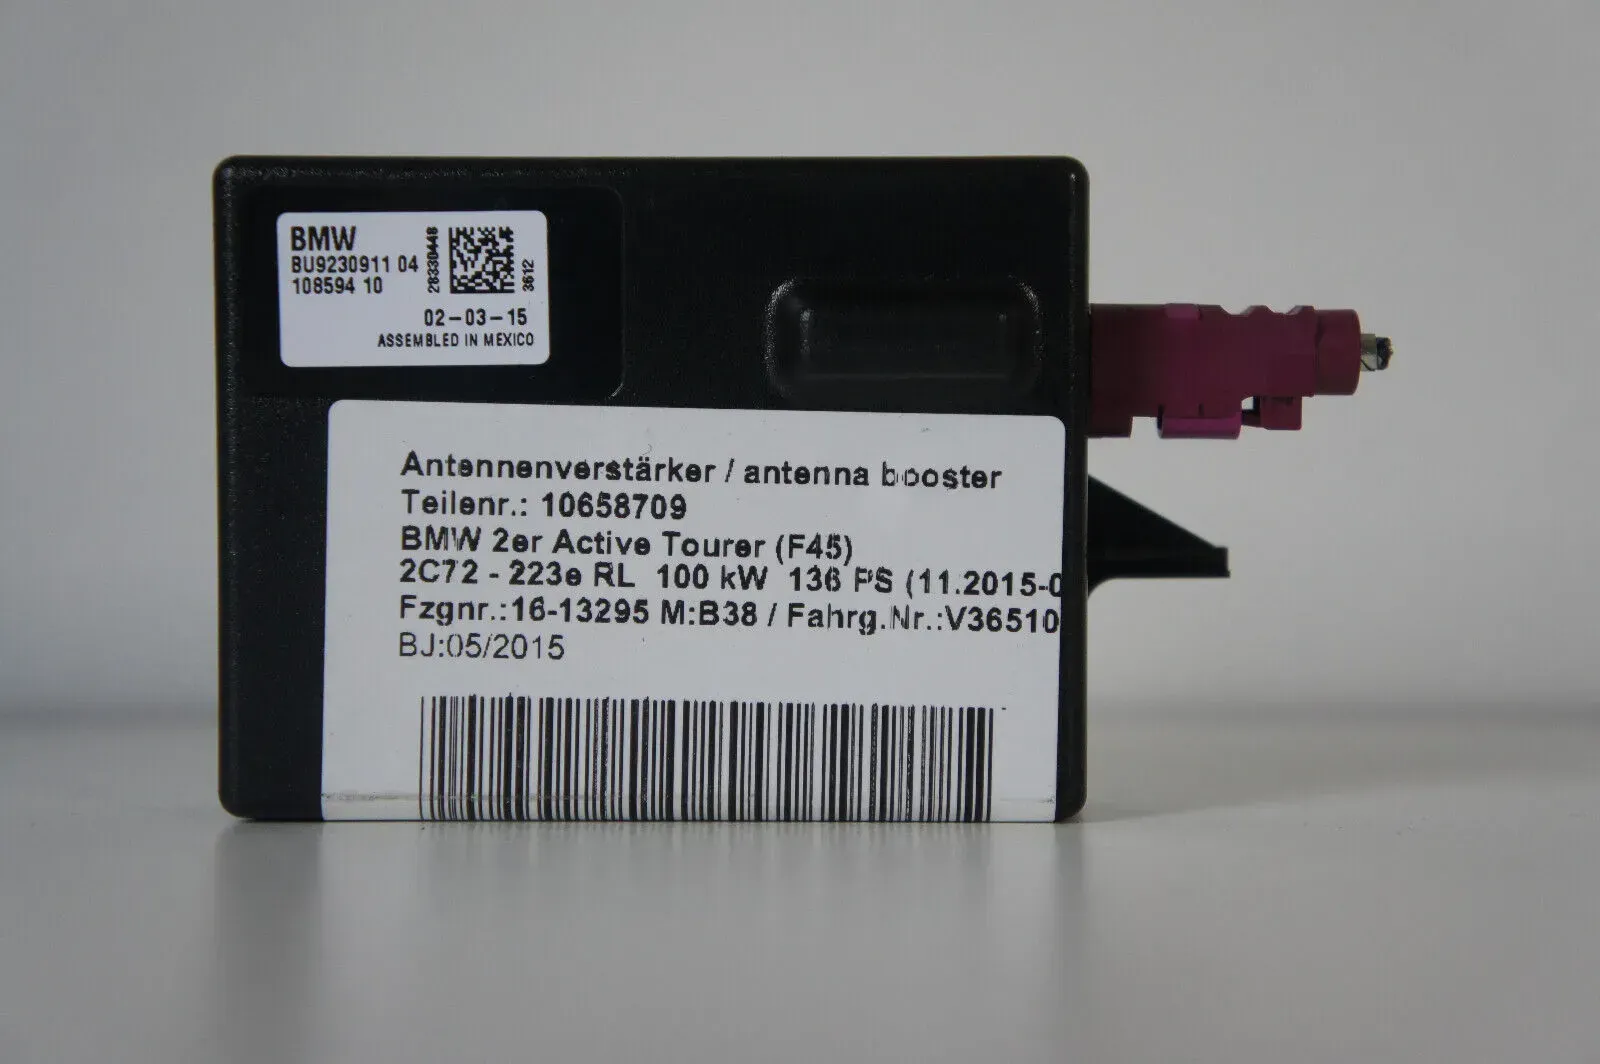 BMW
BU9230911 04
108594 10
28330448
3612
02-03-15
ASSEMBLED IN MEXICO
Antennenverstärker / antenna booster
Teilenr.: 10658709
BMW 2er Active Tourer (F45)
2C72 - 223e RL 100 kW 136 PS (11.2015-0
Fzgnr.:16-13295 M:B38 / Fahrg.Nr.:V36510
BJ:05/2015